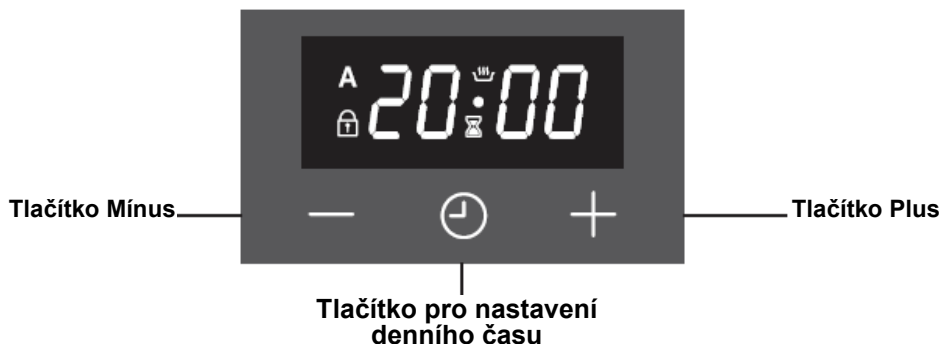 A
20:00
Tlačítko Mínus
Tlačítko Plus
Tlačítko pro nastavení
denního času